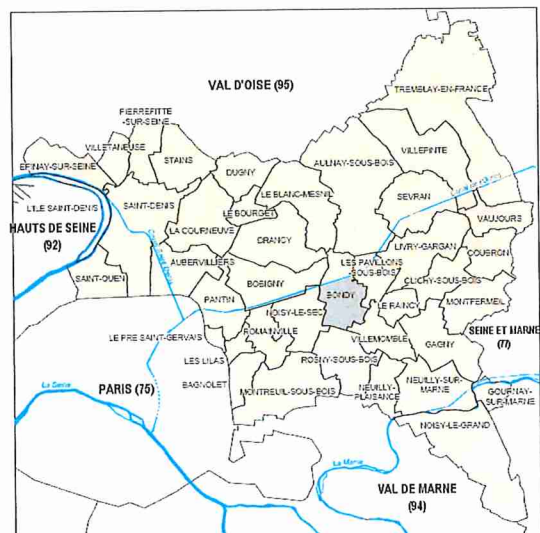 VAL D'OISE (95)
TREMBLAY-EN-FRANCE
PIERREFITTE
-SUR-SEINE
VILLETANEUSE
STAINS
EPINAY-SUR-SEINE
DUGNY
AULNAY-SOUS-BOIS
VILLEPINTE
LE BLANC-MESNIL
SEVRAN
L'ILE SAINT-DENIS
SAINT-DENIS
LE BOURGET
VAUJOURS
HAUTS DE SEINE
(92)
LA COURNEUVE
DRANCY
LIVRY-GARGAN
COUBRON
LES PAVILLONS
SOUS-BOIS
AUBERVILLIERS
SAINT-OUEN
BOBIGNY
CLICHY-SOUS-BOIS
PANTIN
BONDY
LE RAINCY
MONTFERMEIL
NOISY-LE-SEC
ROMAINVILLE
LE PRE SAINT-GERVAIS
VILLEMOMBLE
GAGNY
SEINE ET MARNE
(77)
LES LILAS
ROSNY-SOUS-BOIS
La Seine
PARIS (75)
BAGNOLET
MONTREUIL-SOUS-BOIS
NEUILLY-
PLAISANCE
NEUILLY-SUR-
MARNE
GOURNAY-
SUR-MARNE
NOISY-LE-GRAND
La Marne
VAL DE MARNE
(94)